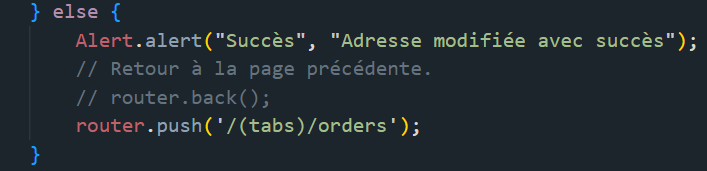 } else {
Alert.alert("Succès", "Adresse modifiée avec succès");
// Retour à la page précédente.
// router.back();
router.push('/(tabs)/orders');
}